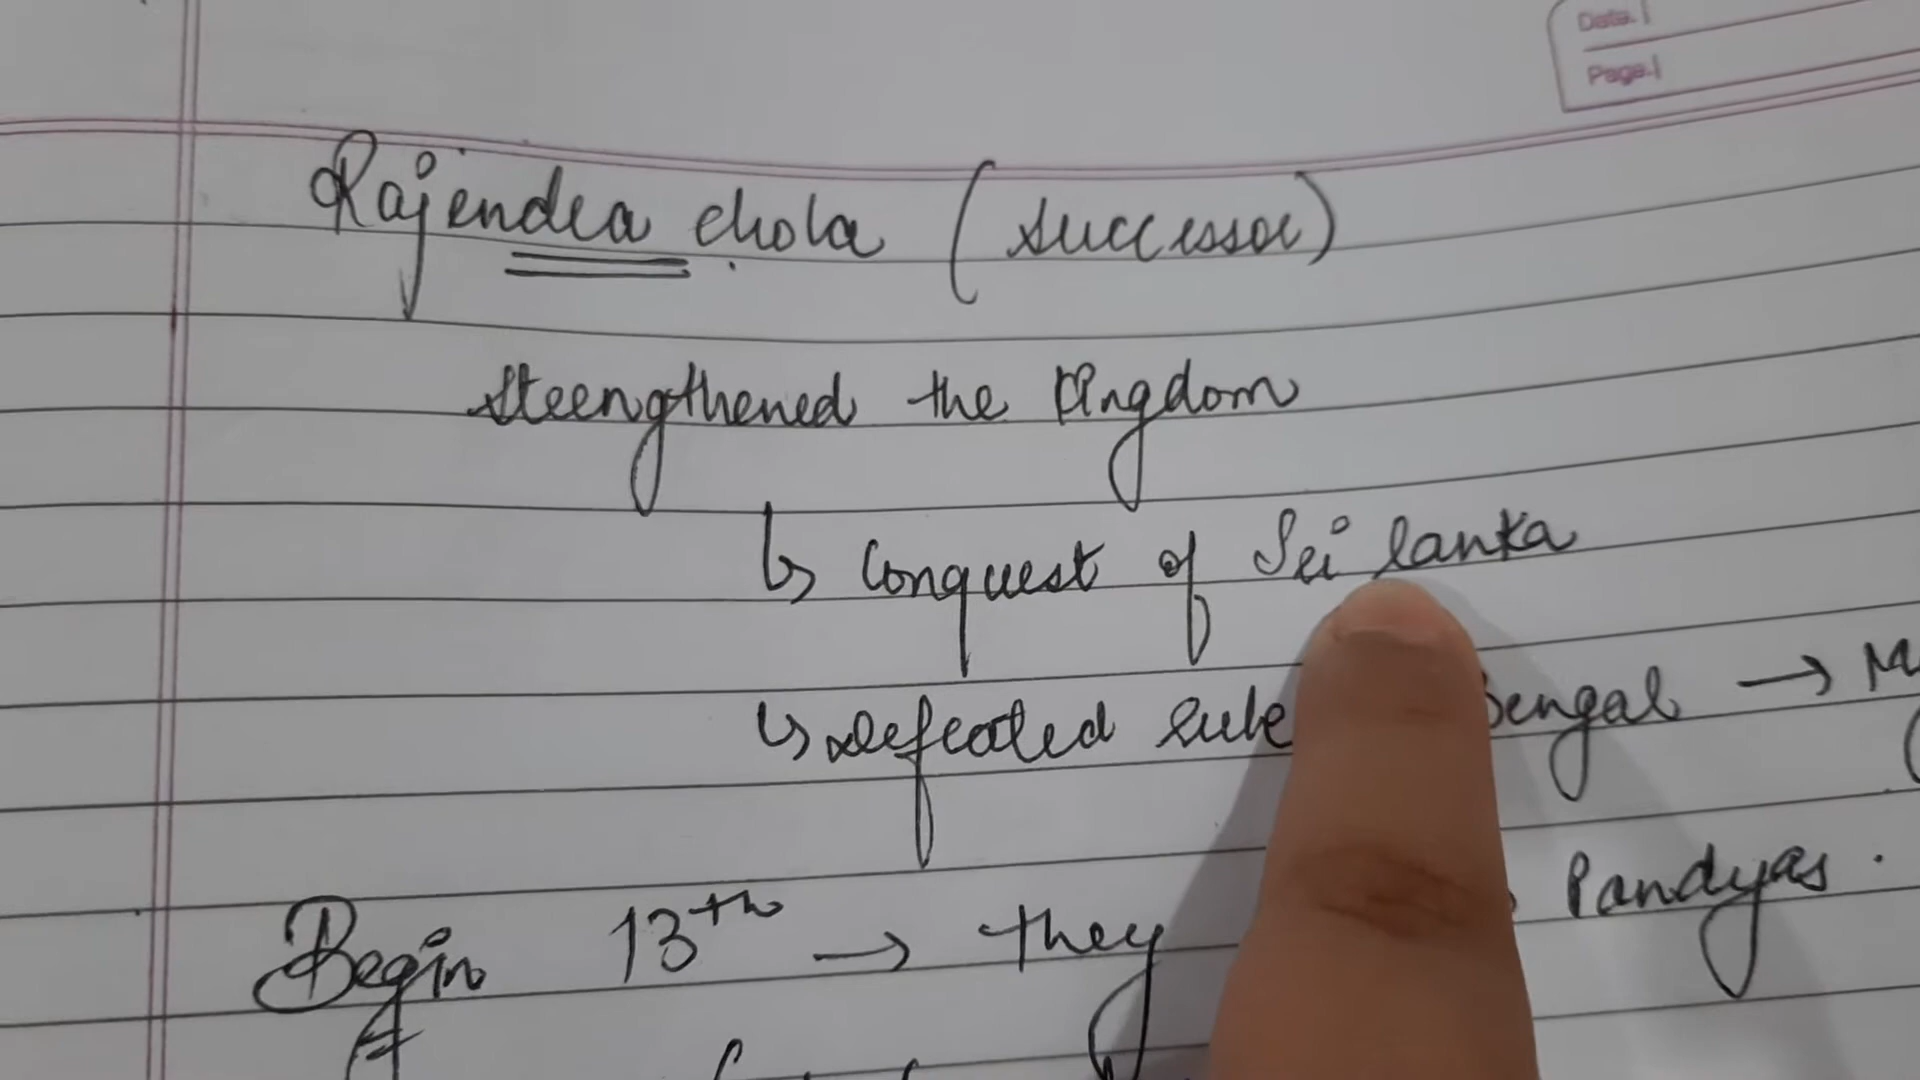 Date.
Page.
Rajendra chola (successor)
strengthened the Kingdom
↳ Conquest of Sri lanka
↳ defeated rule Bengal →
Begin 13th → they Pandyas.